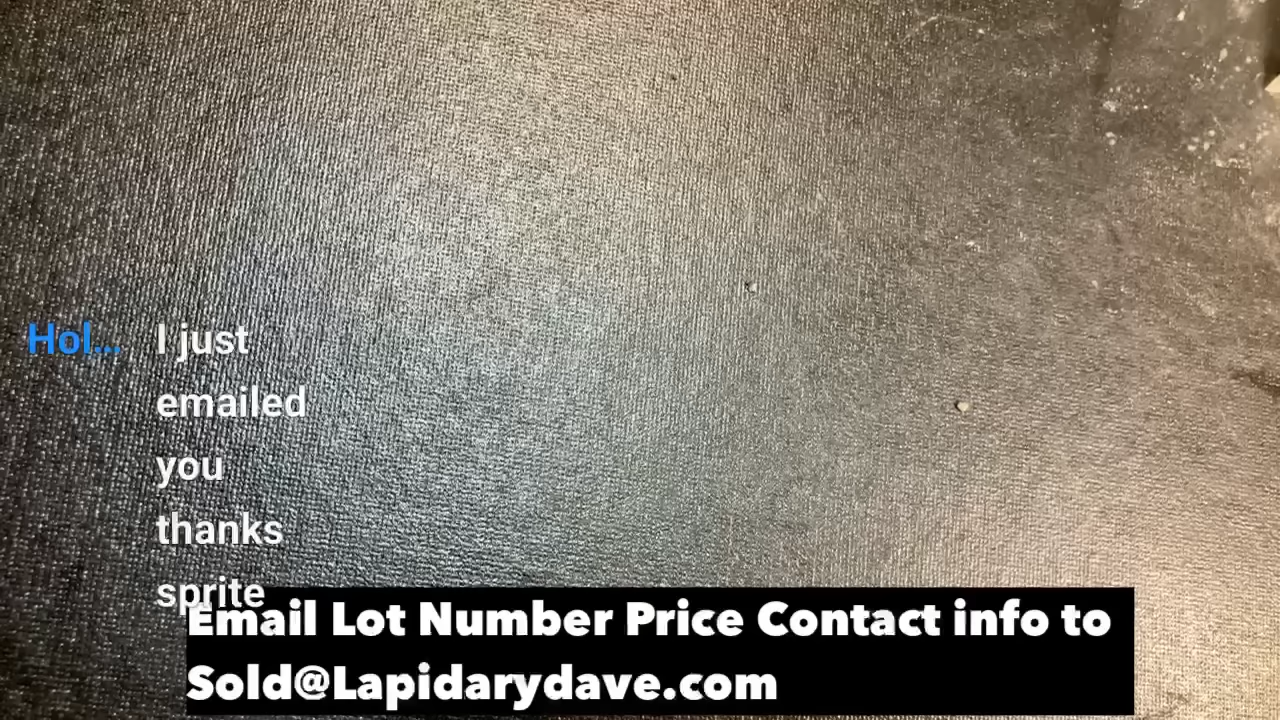 Hol... I just
emailed
you
thanks
sprite
Email Lot Number Price Contact info to
Sold@Lapidarydave.com